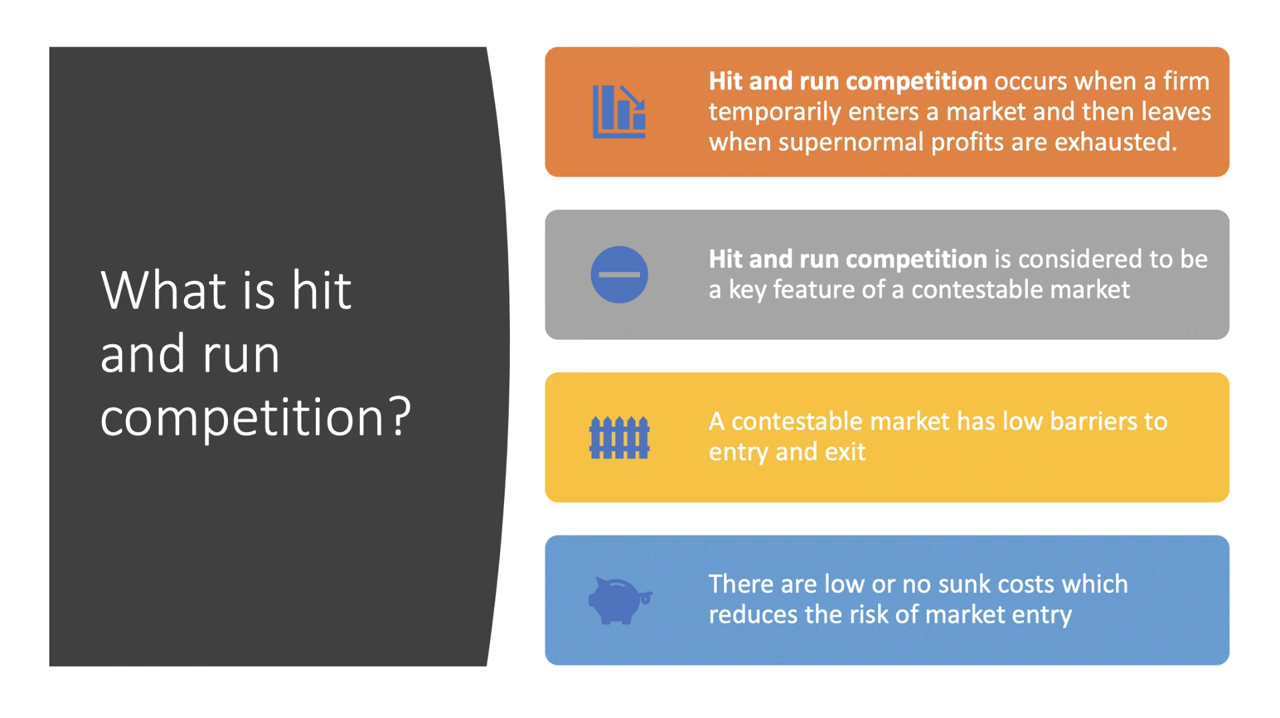 What is hit
and run
competition?
Hit and run competition occurs when a firm
temporarily enters a market and then leaves
when supernormal profits are exhausted.
Hit and run competition is considered to be
a key feature of a contestable market
A contestable market has low barriers to
entry and exit
There are low or no sunk costs which
reduces the risk of market entry